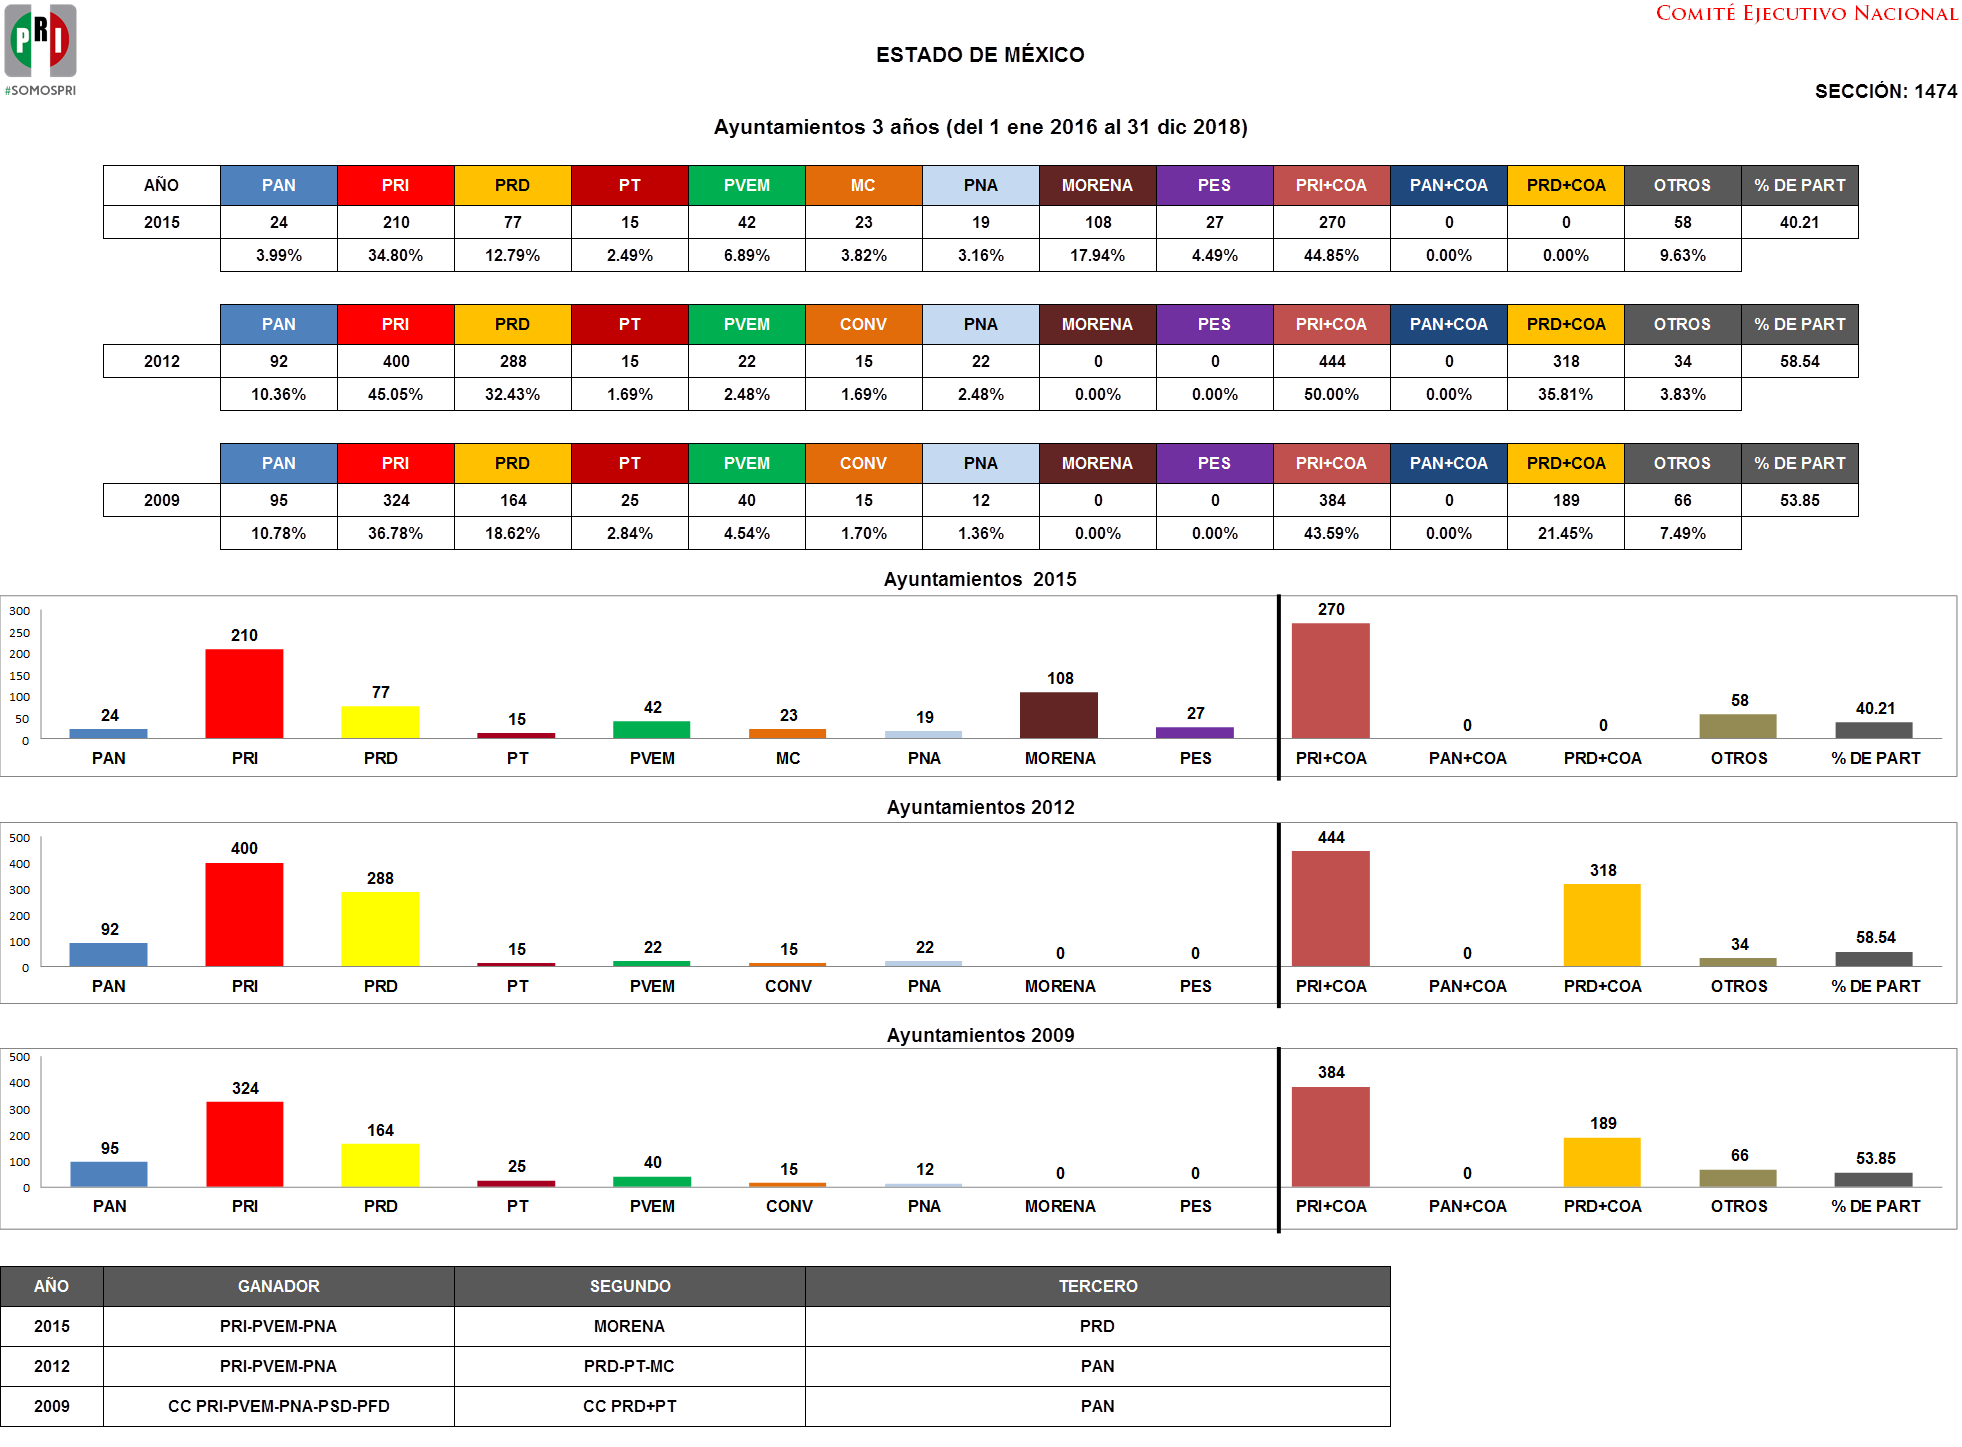 PRI
#SOMOSPRI
COMITÉ EJECUTIVO NACIONAL
ESTADO DE MÉXICO
SECCIÓN: 1474
Ayuntamientos 3 años (del 1 ene 2016 al 31 dic 2018)
AÑO PAN PRI PRD PT PVEM MC PNA MORENA PES PRI+COA PAN+COA PRD+COA OTROS % DE PART
2015 24 210 77 15 42 23 19 108 27 270 0 0 58 40.21
3.99% 34.80% 12.79% 2.49% 6.89% 3.82% 3.16% 17.94% 4.49% 44.85% 0.00% 0.00% 9.63%
PAN PRI PRD PT PVEM CONV PNA MORENA PES PRI+COA PAN+COA PRD+COA OTROS % DE PART
2012 92 400 288 15 22 15 22 0 0 444 0 318 34 58.54
10.36% 45.05% 32.43% 1.69% 2.48% 1.69% 2.48% 0.00% 0.00% 50.00% 0.00% 35.81% 3.83%
PAN PRI PRD PT PVEM CONV PNA MORENA PES PRI+COA PAN+COA PRD+COA OTROS % DE PART
2009 95 324 164 25 40 15 12 0 0 384 0 189 66 53.85
10.78% 36.78% 18.62% 2.84% 4.54% 1.70% 1.36% 0.00% 0.00% 43.59% 0.00% 21.45% 7.49%
Ayuntamientos 2015
300
250
200
150
100
50
0
24 210 77 15 42 23 19 108 27 270 0 0 58 40.21
PAN PRI PRD PT PVEM MC PNA MORENA PES PRI+COA PAN+COA PRD+COA OTROS % DE PART
Ayuntamientos 2012
500
400
300
200
100
0
92 400 288 15 22 15 22 0 0 444 0 318 34 58.54
PAN PRI PRD PT PVEM CONV PNA MORENA PES PRI+COA PAN+COA PRD+COA OTROS % DE PART
Ayuntamientos 2009
500
400
300
200
100
0
95 324 164 25 40 15 12 0 0 384 0 189 66 53.85
PAN PRI PRD PT PVEM CONV PNA MORENA PES PRI+COA PAN+COA PRD+COA OTROS % DE PART
AÑO GANADOR SEGUNDO TERCERO
2015 PRI-PVEM-PNA MORENA PRD
2012 PRI-PVEM-PNA PRD-PT-MC PAN
2009 CC PRI-PVEM-PNA-PSD-PFD CC PRD+PT PAN